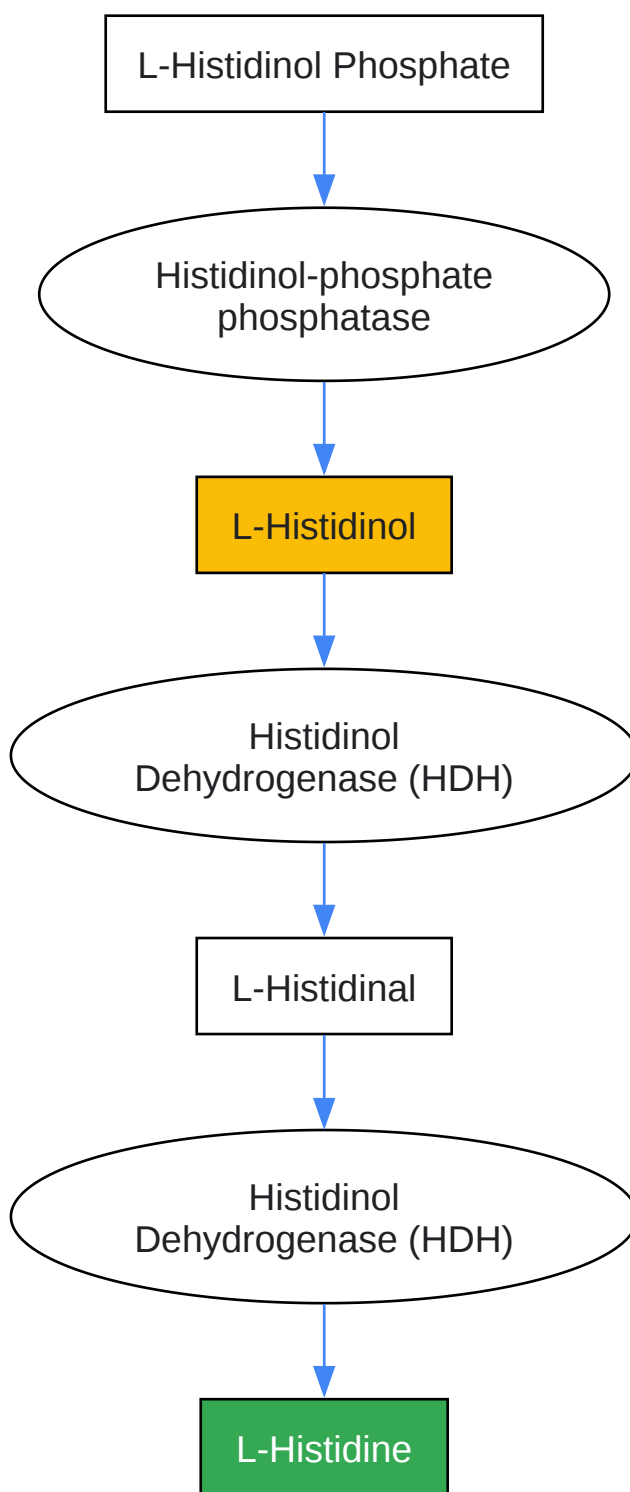 L-Histidinol Phosphate
Histidinol-phosphate
phosphatase
L-Histidinol
Histidinol
Dehydrogenase (HDH)
L-Histidinal
Histidinol
Dehydrogenase (HDH)
L-Histidine